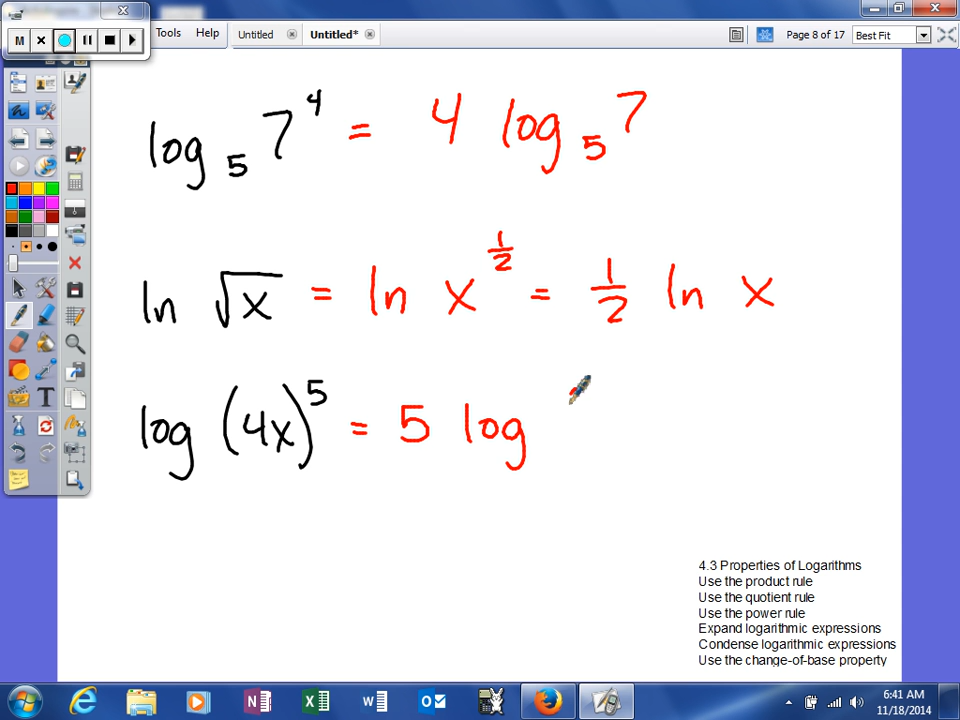 Tools Help Untitled Untitled* Page 8 of 17 Best Fit
M
log₅ 7⁴ = 4 log₅ 7
ln √x = ln x^½ = ½ ln x
log (4x)⁵ = 5 log
4.3 Properties of Logarithms
Use the product rule
Use the quotient rule
Use the power rule
Expand logarithmic expressions
Condense logarithmic expressions
Use the change-of-base property
6:41 AM
11/18/2014